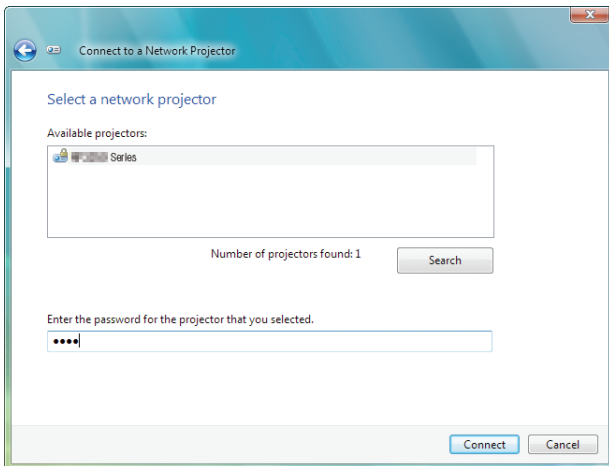 Connect to a Network Projector
Select a network projector
Available projectors:
Series
Number of projectors found: 1
Search
Enter the password for the projector that you selected.
••••
Connect
Cancel